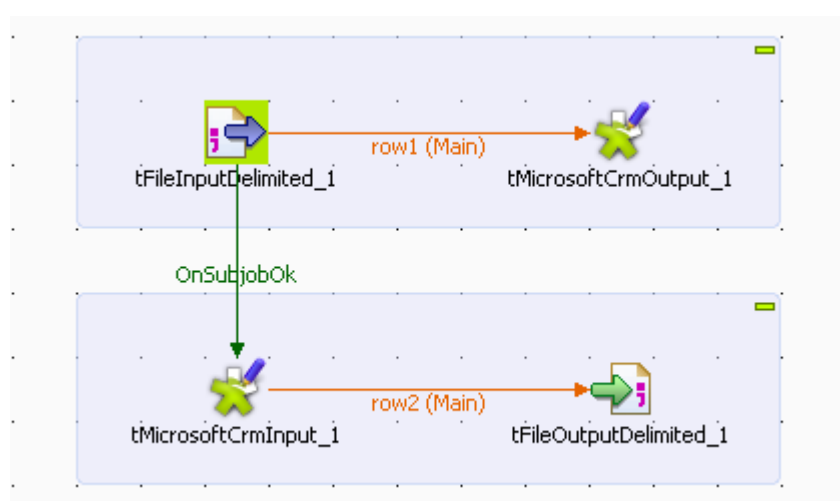 row1 (Main)
tFileInputDelimited_1
tMicrosoftCrmOutput_1
OnSubjobOk
row2 (Main)
tMicrosoftCrmInput_1
tFileOutputDelimited_1